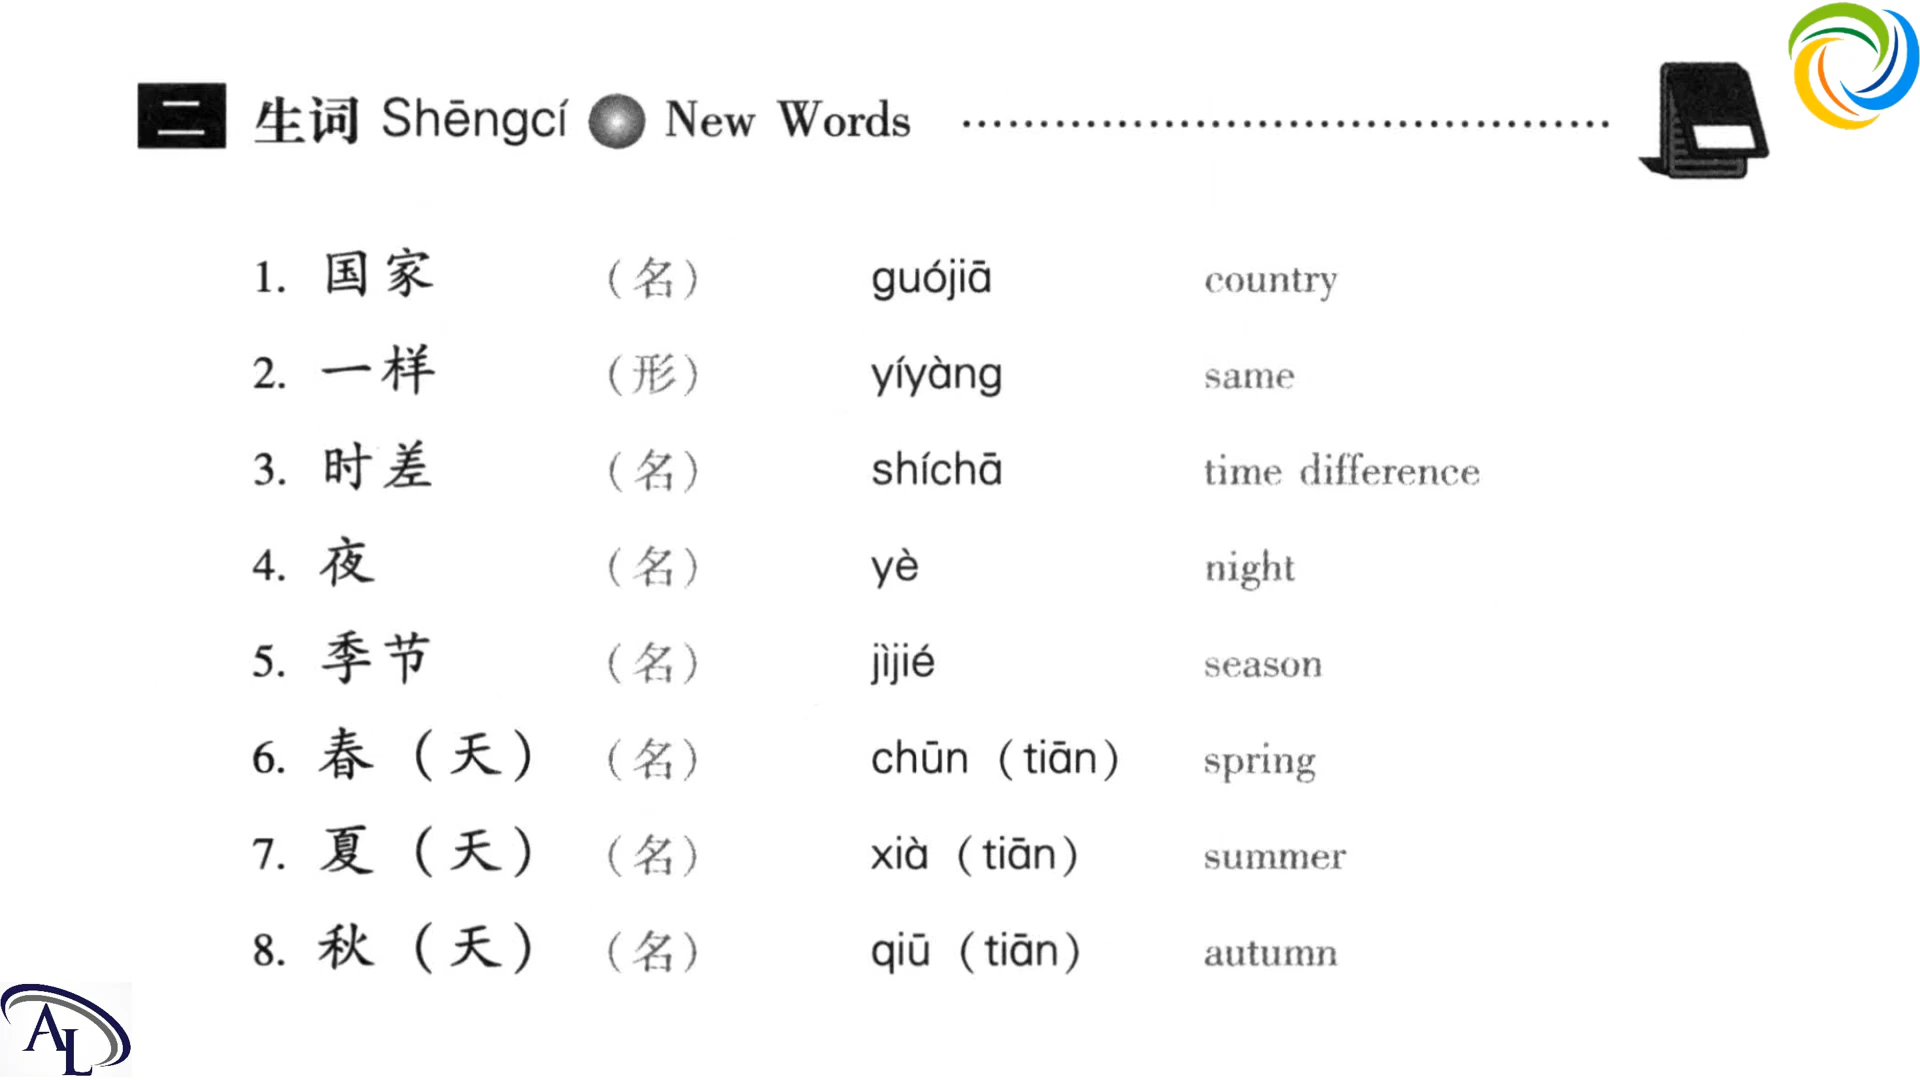 二 生词 Shēngcí New Words
1. 国家 （名） guójiā country
2. 一样 （形） yíyàng same
3. 时差 （名） shíchā time difference
4. 夜 （名） yè night
5. 季节 （名） jìjié season
6. 春（天） （名） chūn（tiān） spring
7. 夏（天） （名） xià（tiān） summer
8. 秋（天） （名） qiū（tiān） autumn
AL